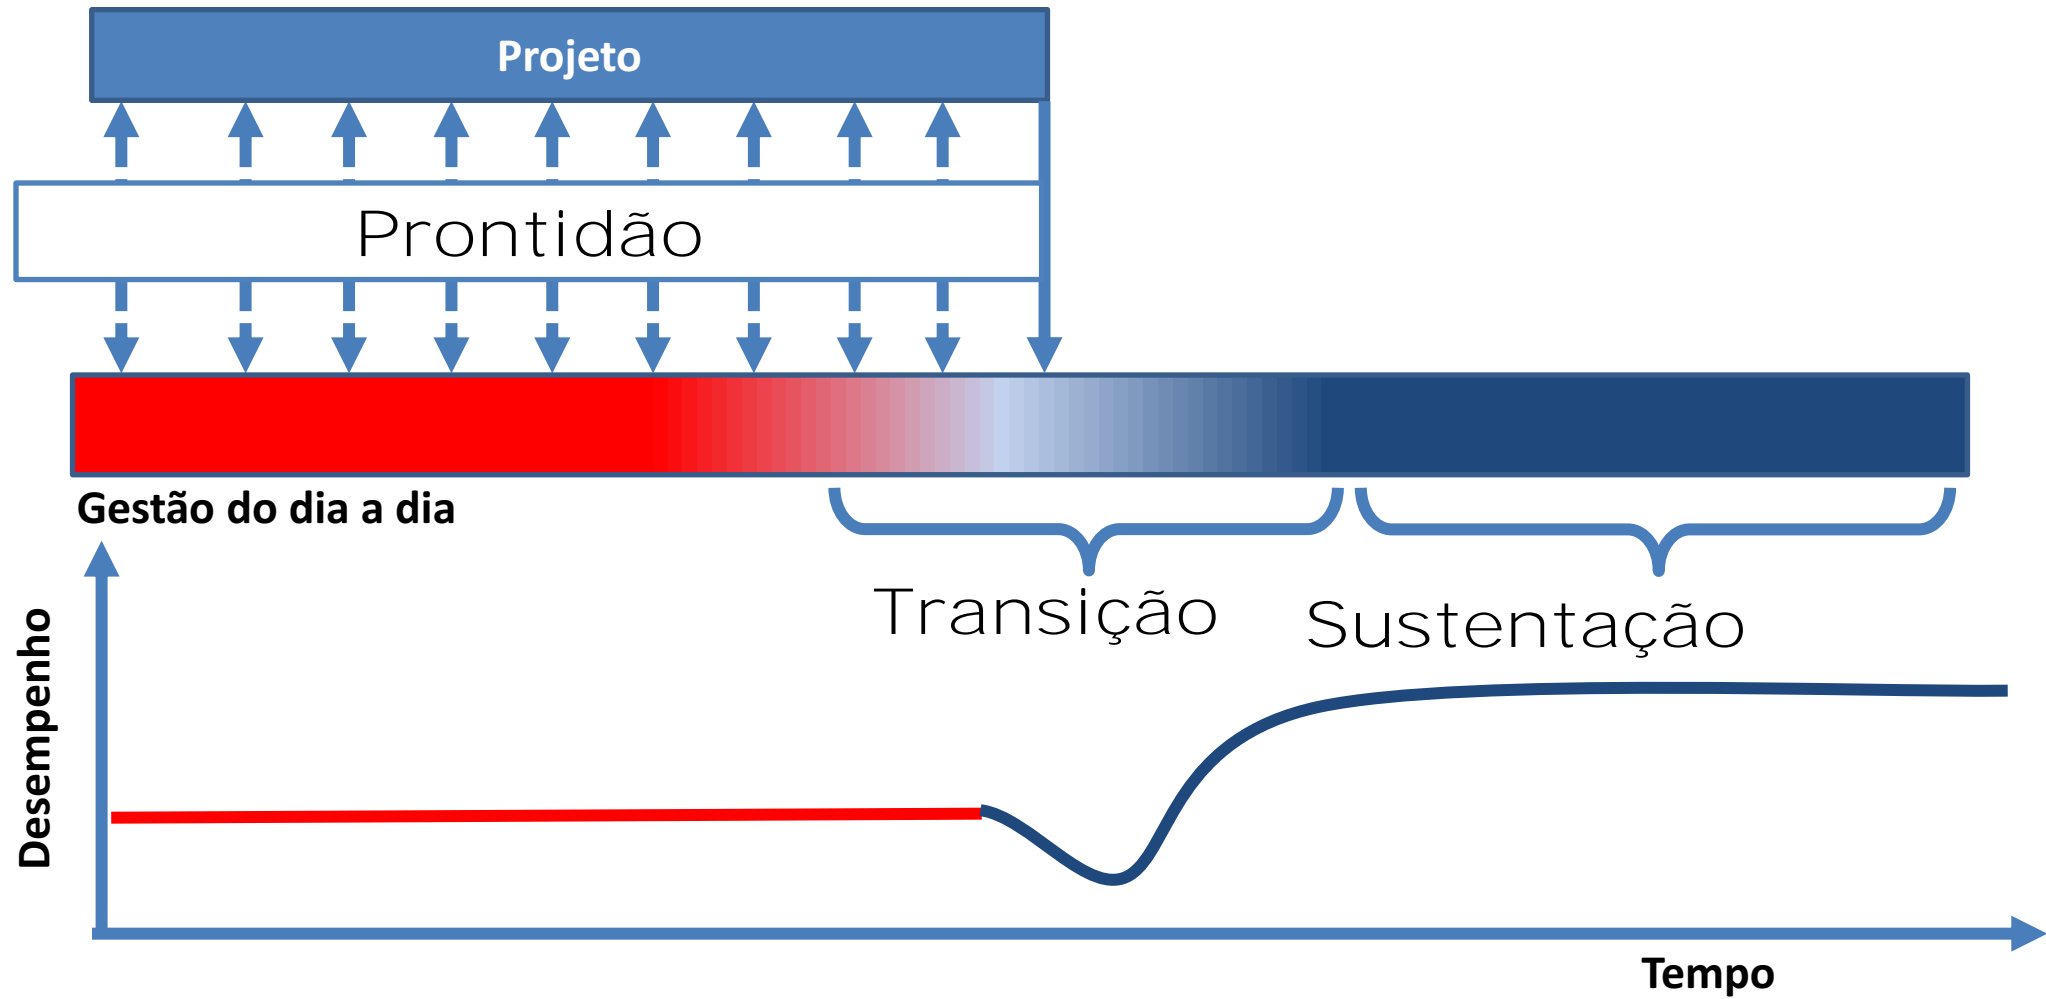 Projeto
Prontidão
Gestão do dia a dia
Transição
Sustentação
Desempenho
Tempo